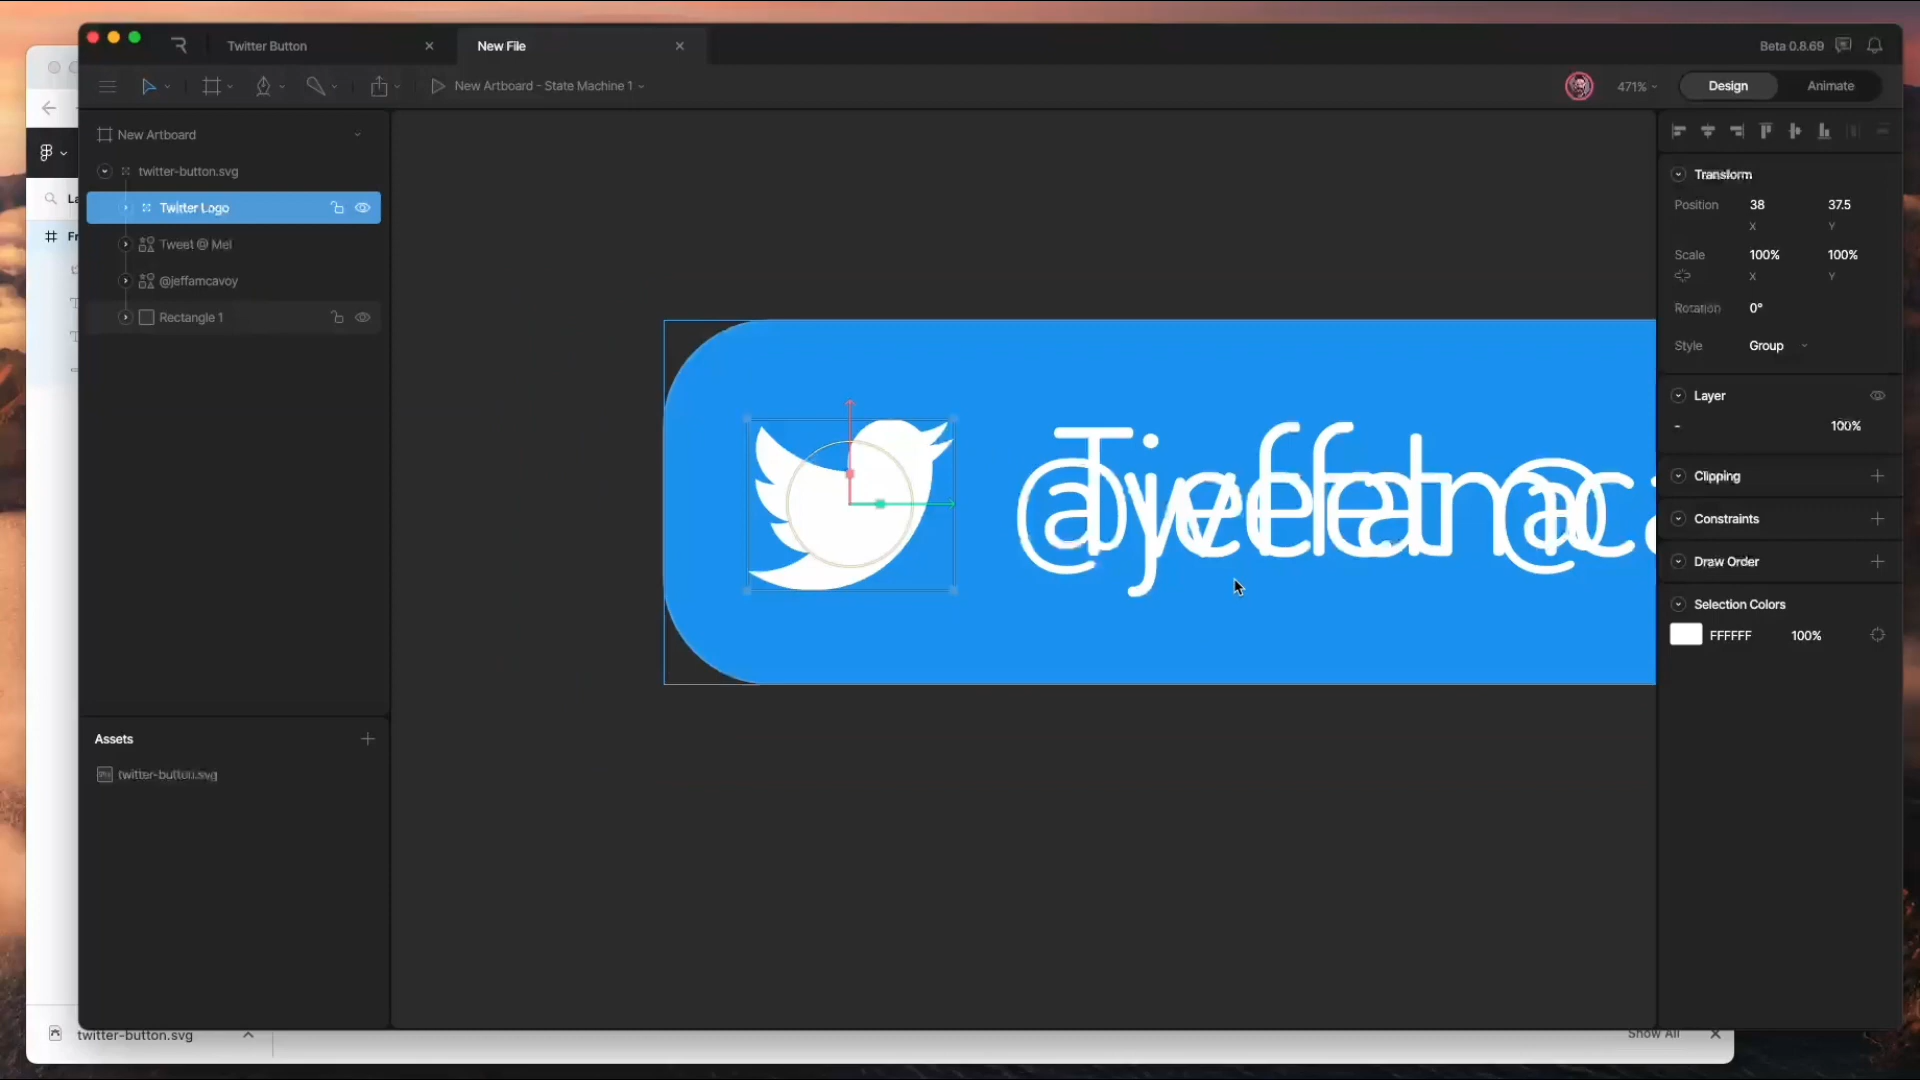 Twitter Button
New File
Beta 0.8.69
New Artboard - State Machine 1
471%
Design
Animate
New Artboard
twitter-button.svg
Twitter Logo
Tweet @ Me!
@jeffamcavoy
Rectangle 1
La
Fr
Assets
twitter-button.svg
Transform
Position
38
37.5
X
Y
Scale
100%
100%
X
Y
Rotation
0°
Style
Group
Layer
-
100%
Clipping
Constraints
Draw Order
Selection Colors
FFFFFF
100%
twitter-button.svg
Show All